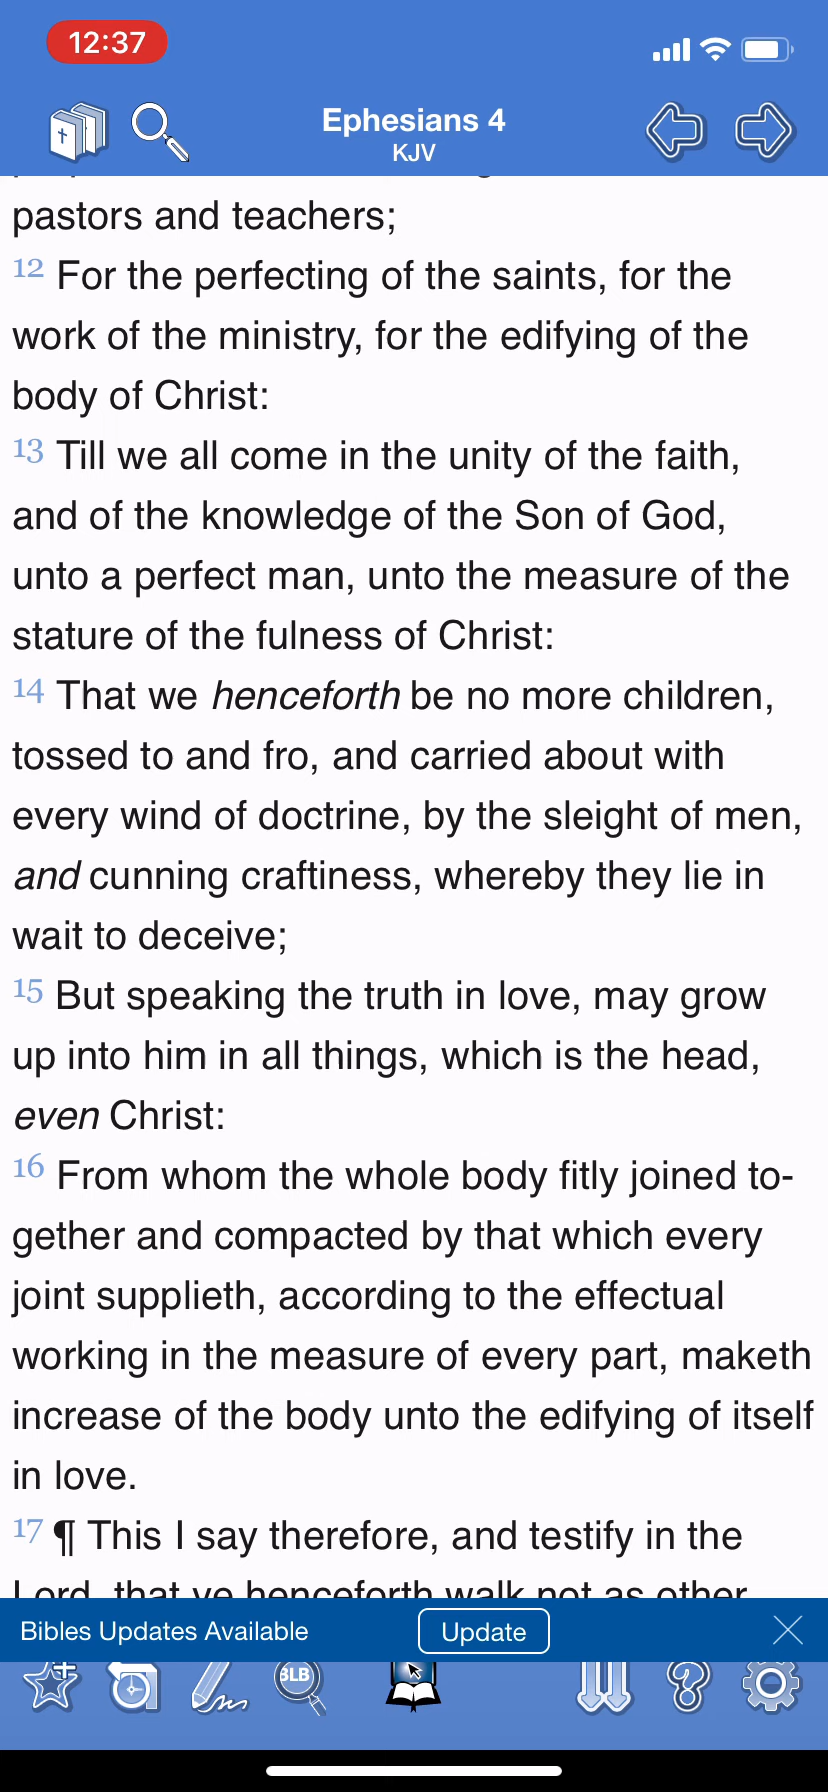 12:37
Ephesians 4
KJV
pastors and teachers;
12 For the perfecting of the saints, for the
work of the ministry, for the edifying of the
body of Christ:
13 Till we all come in the unity of the faith,
and of the knowledge of the Son of God,
unto a perfect man, unto the measure of the
stature of the fulness of Christ:
14 That we henceforth be no more children,
tossed to and fro, and carried about with
every wind of doctrine, by the sleight of men,
and cunning craftiness, whereby they lie in
wait to deceive;
15 But speaking the truth in love, may grow
up into him in all things, which is the head,
even Christ:
16 From whom the whole body fitly joined to-
gether and compacted by that which every
joint supplieth, according to the effectual
working in the measure of every part, maketh
increase of the body unto the edifying of itself
in love.
17 ¶ This I say therefore, and testify in the
Lord, that ye henceforth walk not as other
Bibles Updates Available
Update
BLB